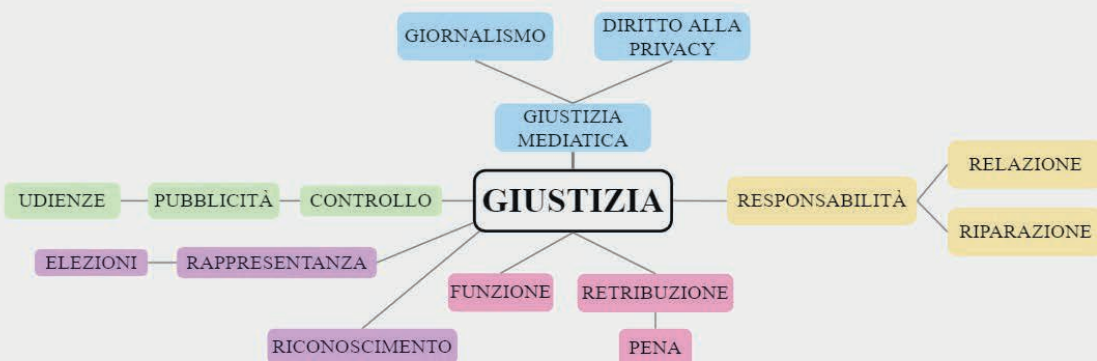 GIORNALISMO
DIRITTO ALLA
PRIVACY
GIUSTIZIA
MEDIATICA
RELAZIONE
UDIENZE
PUBBLICITÀ
CONTROLLO
GIUSTIZIA
RESPONSABILITÀ
RIPARAZIONE
ELEZIONI
RAPPRESENTANZA
FUNZIONE
RETRIBUZIONE
RICONOSCIMENTO
PENA